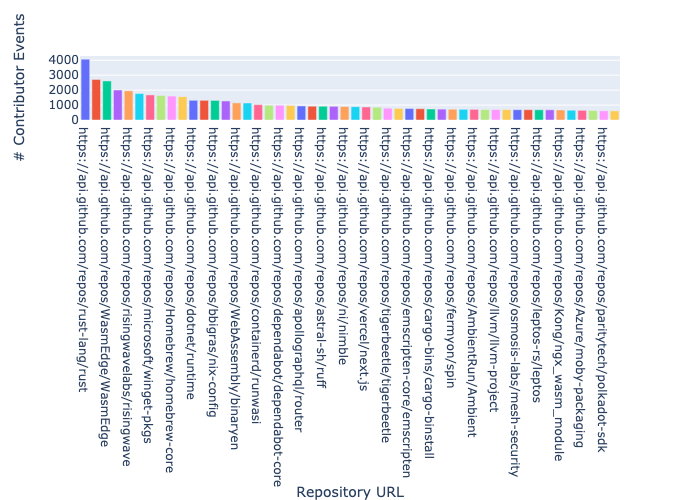 # Contributor Events
4000
3000
2000
1000
0
https://api.github.com/repos/rust-lang/rust
https://api.github.com/repos/WasmEdge/WasmEdge
https://api.github.com/repos/risingwavelabs/risingwave
https://api.github.com/repos/microsoft/winget-pkgs
https://api.github.com/repos/Homebrew/homebrew-core
https://api.github.com/repos/dotnet/runtime
https://api.github.com/repos/bbigras/nix-config
https://api.github.com/repos/WebAssembly/binaryen
https://api.github.com/repos/containerd/runwasi
https://api.github.com/repos/dependabot/dependabot-core
https://api.github.com/repos/apollographql/router
https://api.github.com/repos/astral-sh/ruff
https://api.github.com/repos/n/nimble
https://api.github.com/repos/vercel/next.js
https://api.github.com/repos/tigerbeetle/tigerbeetle
https://api.github.com/repos/emscripten-core/emscripten
https://api.github.com/repos/cargo-bins/cargo-binstall
https://api.github.com/repos/fermyon/spin
https://api.github.com/repos/AmbientRun/Ambient
https://api.github.com/repos/llvm/llvm-project
https://api.github.com/repos/osmosis-labs/mesh-security
https://api.github.com/repos/leptos-rs/leptos
https://api.github.com/repos/Kong/ngx_wasm_module
https://api.github.com/repos/Azure/moby-packaging
https://api.github.com/repos/paritytech/polkadot-sdk
Repository URL